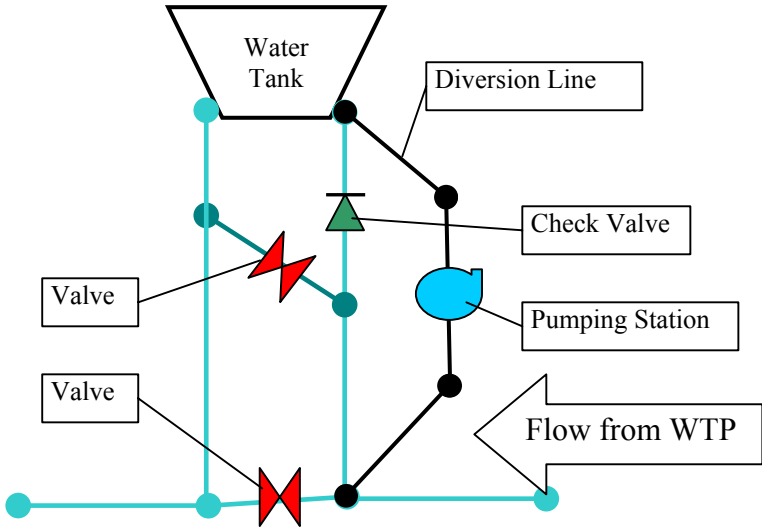 Water
Tank
Diversion Line
Check Valve
Valve
Pumping Station
Valve
Flow from WTP